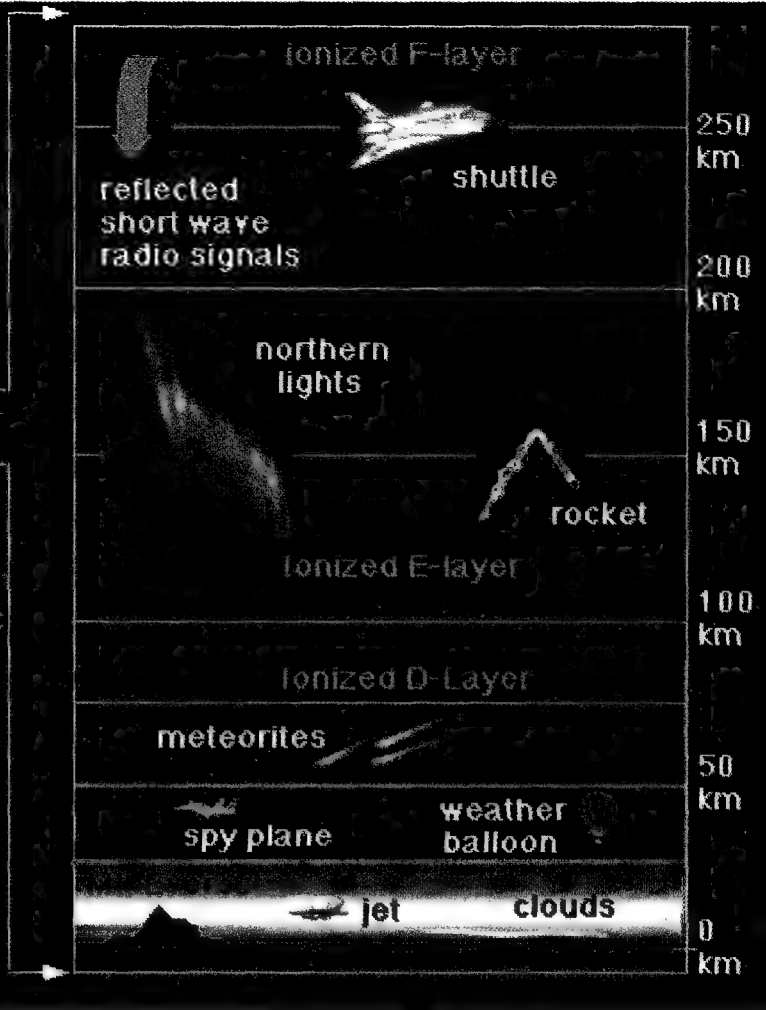 Ionized F-layer
250
km
shuttle
reflected
short wave
radio signals
200
km
northern
lights
150
km
rocket
Ionized E-layer
100
km
Ionized D-Layer
meteorites
50
km
spy plane
weather
balloon
jet
clouds
0
km